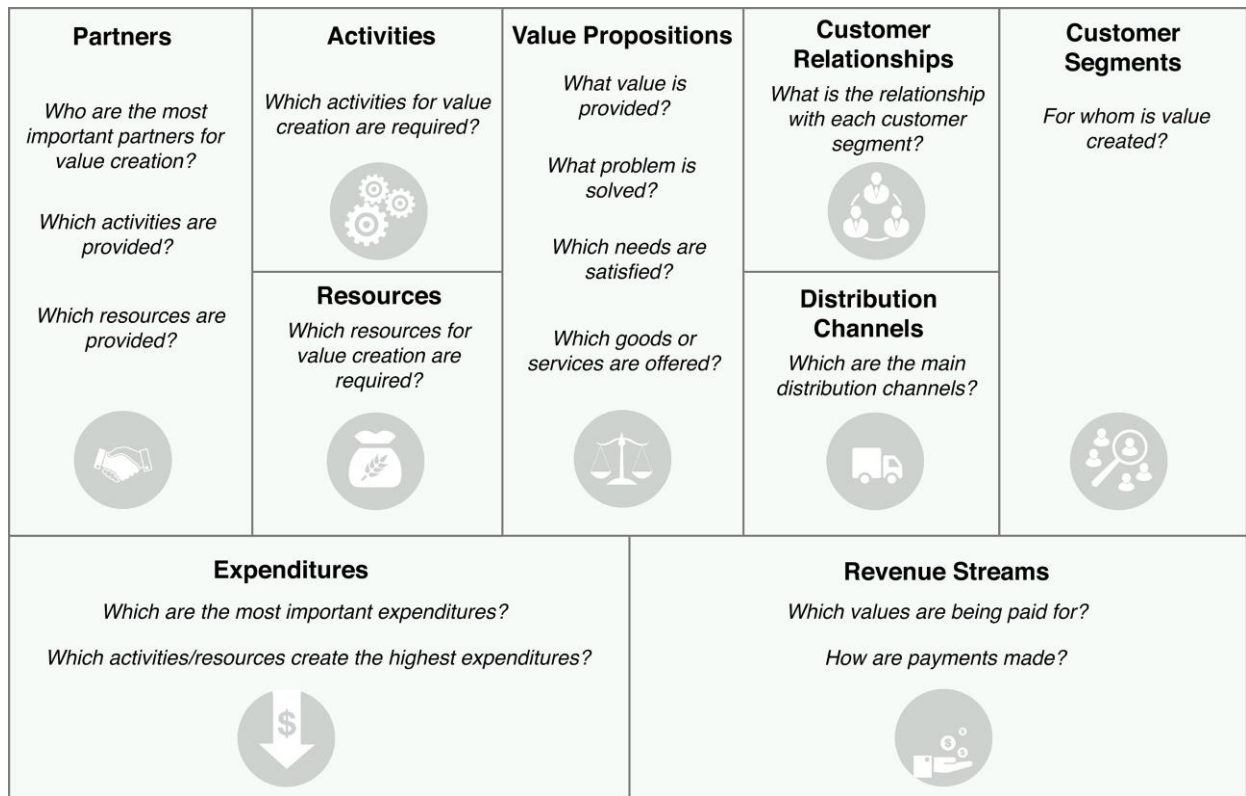 Partners
Who are the most
important partners for
value creation?
Which activities are
provided?
Which resources are
provided?
Activities
Which activities for value
creation are required?
Resources
Which resources for
value creation are
required?
Value Propositions
What value is
provided?
What problem is
solved?
Which needs are
satisfied?
Which goods or
services are offered?
Customer
Relationships
What is the relationship
with each customer
segment?
Distribution
Channels
Which are the main
distribution channels?
Customer
Segments
For whom is value
created?
Expenditures
Which are the most important expenditures?
Which activities/resources create the highest expenditures?
$
Revenue Streams
Which values are being paid for?
How are payments made?
$
$
$